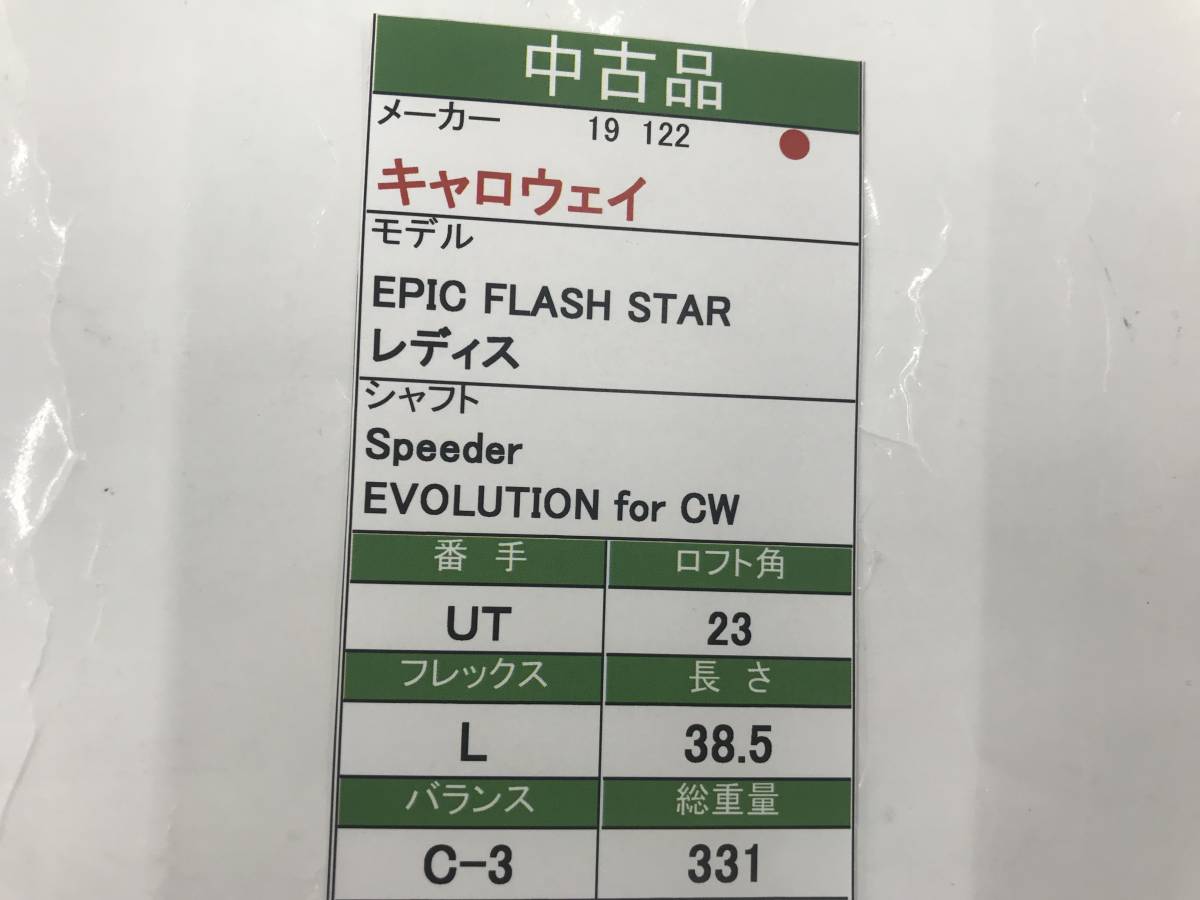 中古品
メーカー 19 122
キャロウェイ
モデル
EPIC FLASH STAR
レディス
シャフト
Speeder
EVOLUTION for CW
番 手 ロフト角
UT 23
フレックス 長 さ
L 38.5
バランス 総重量
C-3 331